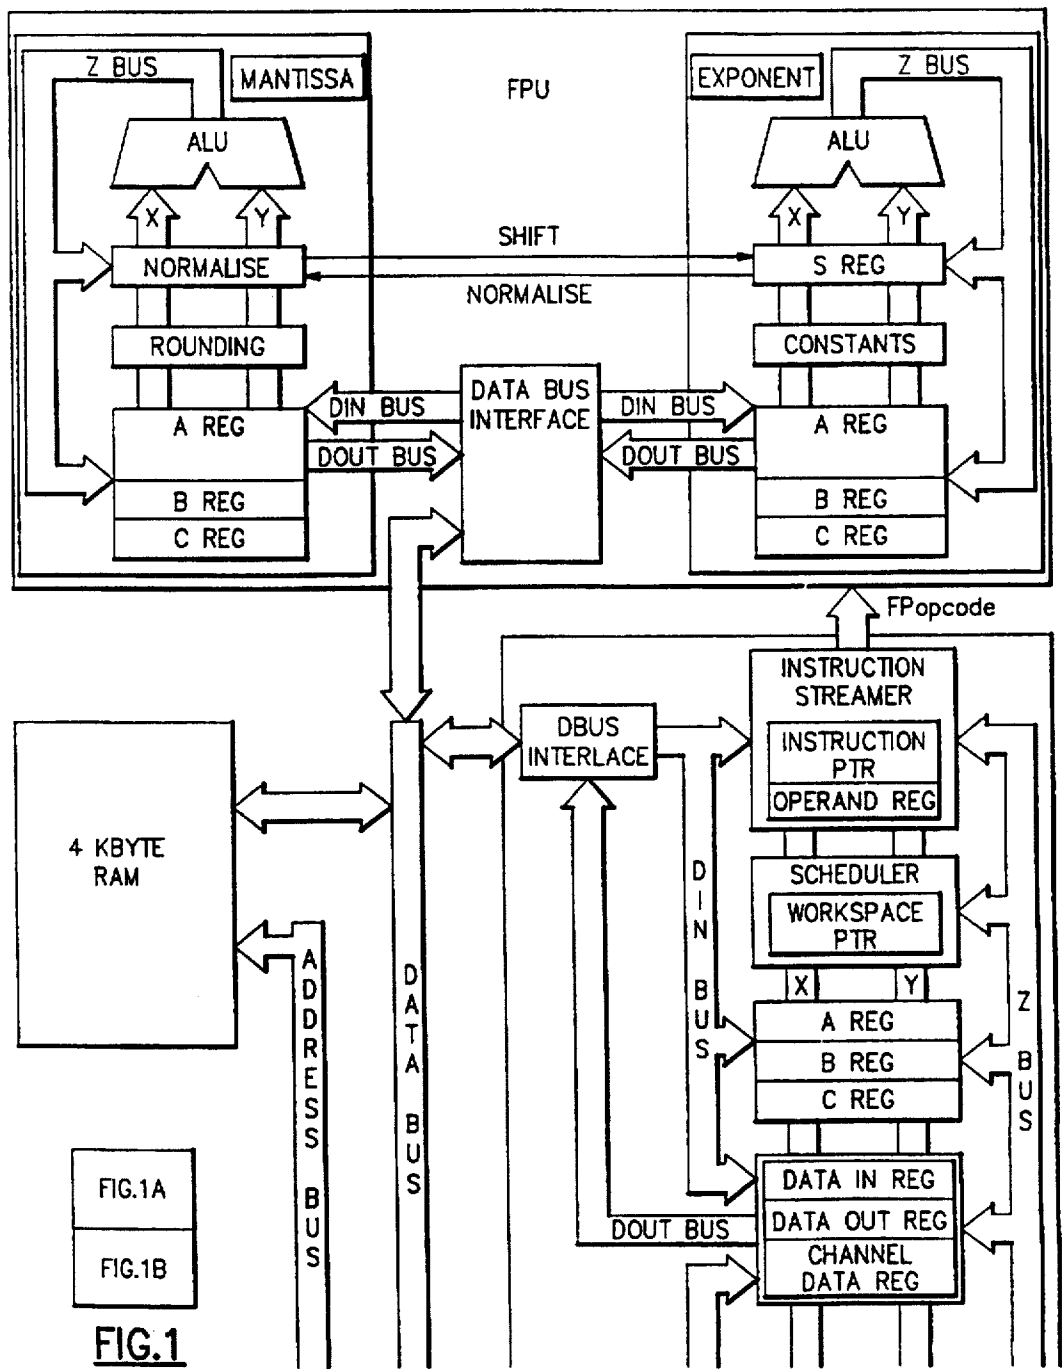 Z BUS
MANTISSA
FPU
EXPONENT
Z BUS
ALU
ALU
X
Y
X
Y
SHIFT
NORMALISE
S REG
NORMALISE
ROUNDING
CONSTANTS
A REG
DIN BUS
DATA BUS
INTERFACE
DIN BUS
A REG
DOUT BUS
DOUT BUS
B REG
B REG
C REG
C REG
FPopcode
INSTRUCTION
STREAMER
DBUS
INTERLACE
INSTRUCTION
PTR
OPERAND REG
4 KBYTE
RAM
SCHEDULER
WORKSPACE
PTR
DIN BUS
ADDRESS BUS
DATA BUS
X
Y
Z BUS
A REG
B REG
C REG
FIG.1A
DATA IN REG
DOUT BUS
DATA OUT REG
FIG.1B
CHANNEL
DATA REG
FIG.1